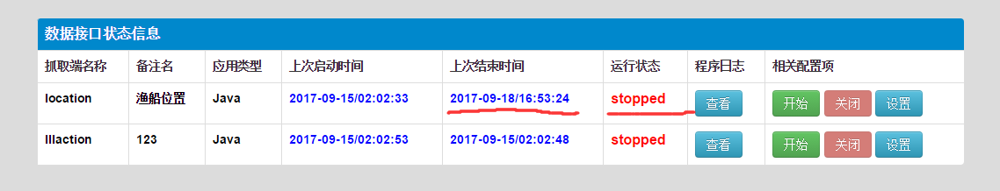 数据接口状态信息
抓取端名称 备注名 应用类型 上次启动时间 上次结束时间 运行状态 程序日志 相关配置项
location 渔船位置 Java 2017-09-15/02:02:33 2017-09-18/16:53:24 stopped 查看 开始 关闭 设置
lllaction 123 Java 2017-09-15/02:02:53 2017-09-15/02:02:48 stopped 查看 开始 关闭 设置